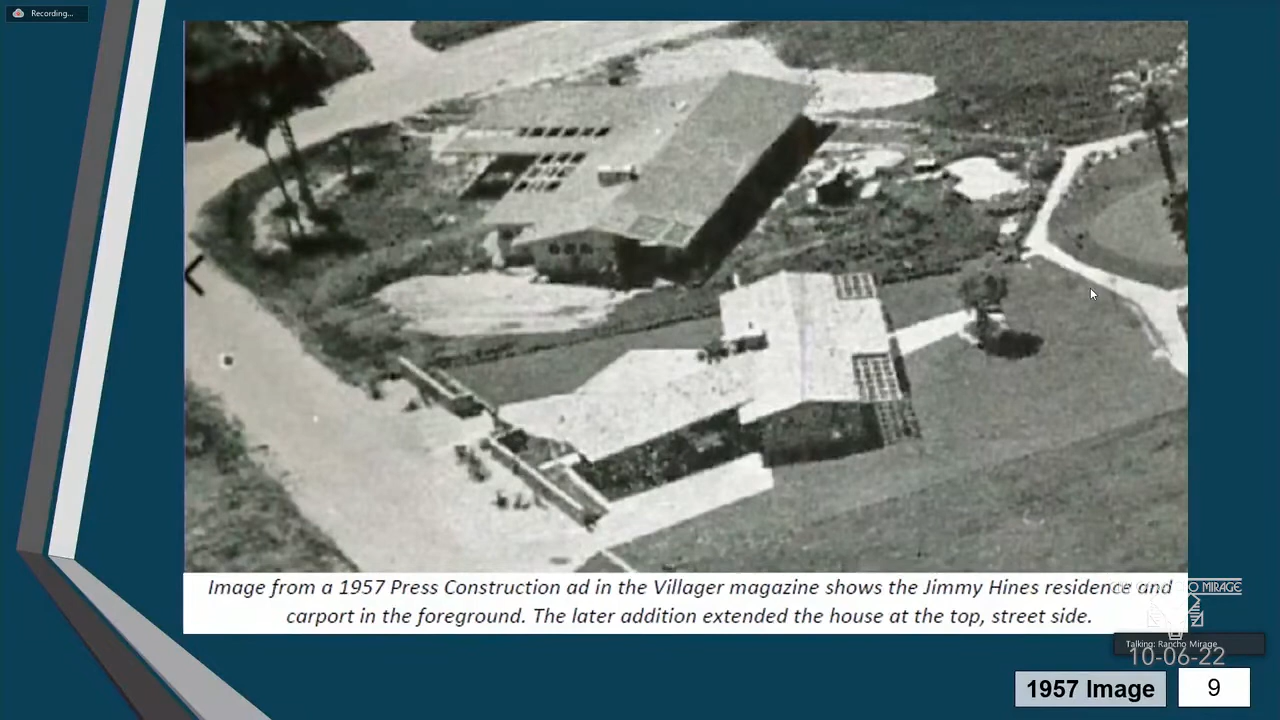 Recording...
Image from a 1957 Press Construction ad in the Villager magazine shows the Jimmy Hines residence and
carport in the foreground. The later addition extended the house at the top, street side.
RANCHO MIRAGE
Talking: Rancho Mirage
10-06-22
1957 Image
9